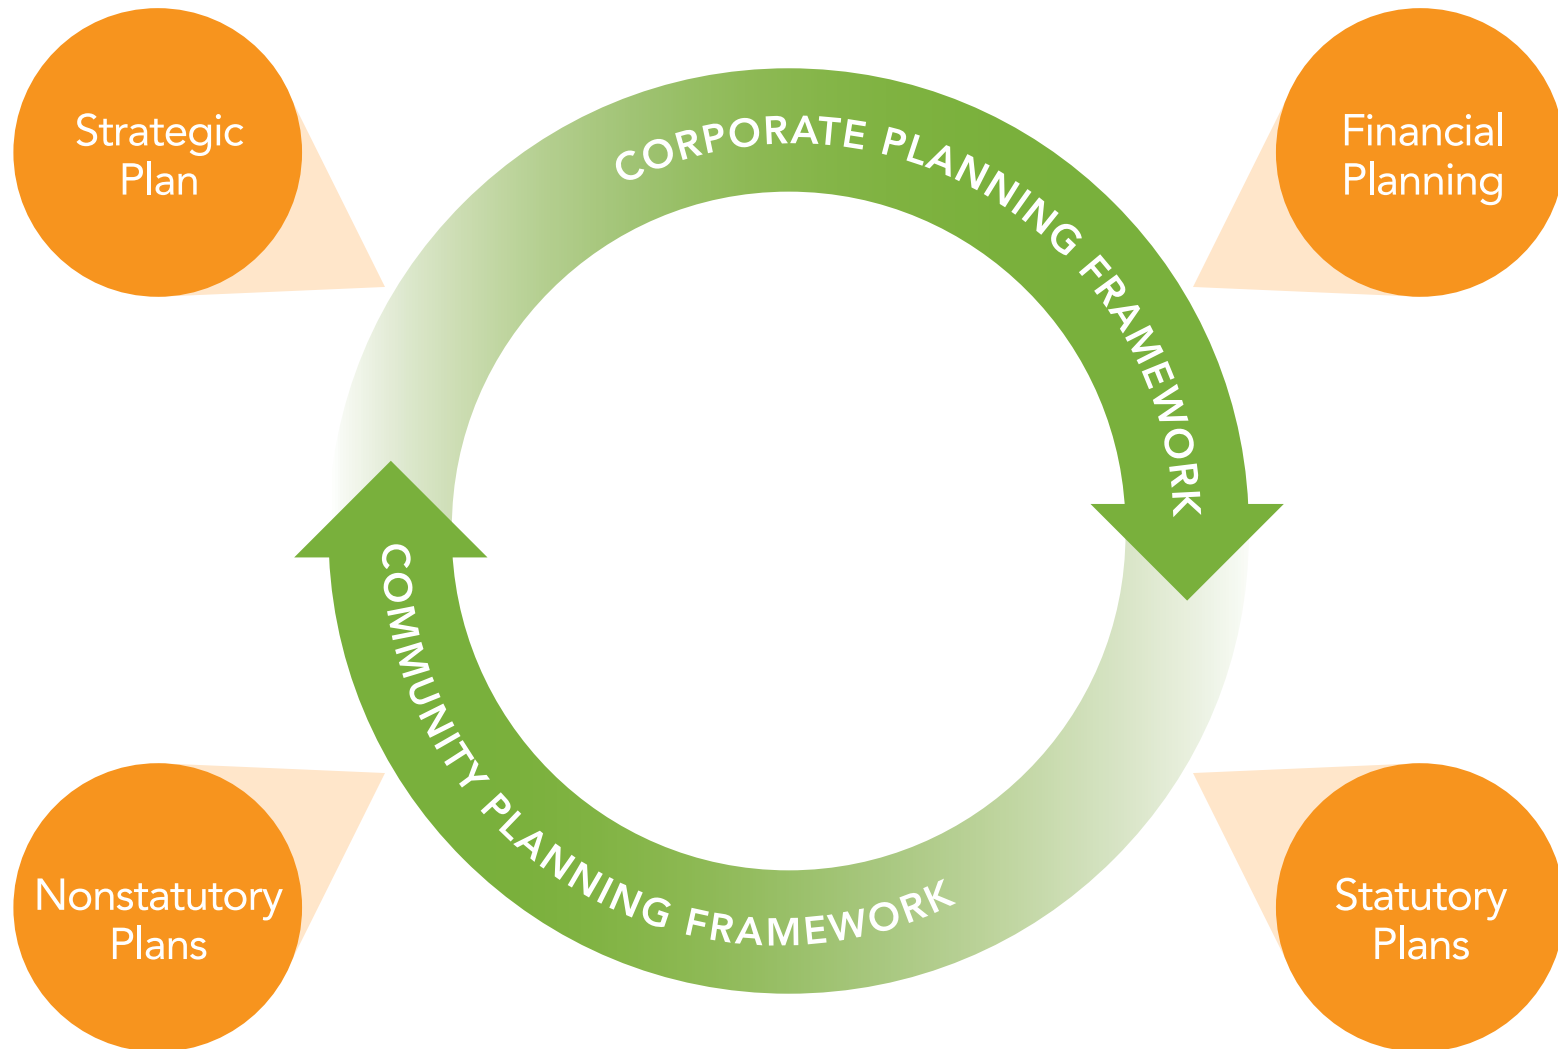 Strategic
Plan
CORPORATE PLANNING FRAMEWORK
Financial
Planning
COMMUNITY PLANNING FRAMEWORK
Nonstatutory
Plans
Statutory
Plans